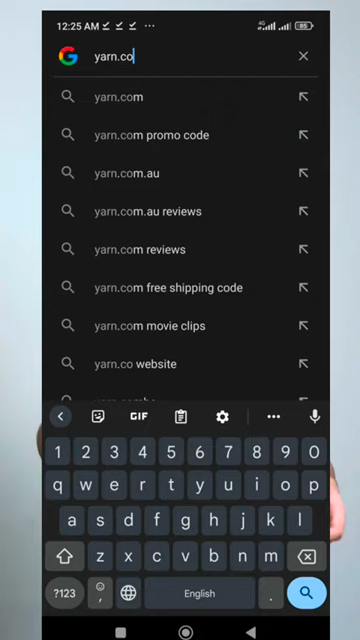 12:25 AM
4G
85
yarn.co
yarn.com
yarn.com promo code
yarn.com.au
yarn.com.au reviews
yarn.com reviews
yarn.com free shipping code
yarn.com movie clips
yarn.co website
GIF
1 2 3 4 5 6 7 8 9 0
q w e r t y u i o p
a s d f g h j k l
z x c v b n m
?123 , English .